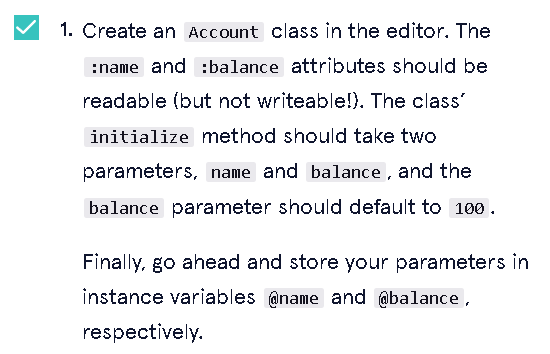 1. Create an Account class in the editor. The
:name and :balance attributes should be
readable (but not writeable!). The class’
initialize method should take two
parameters, name and balance, and the
balance parameter should default to 100.
Finally, go ahead and store your parameters in
instance variables @name and @balance,
respectively.